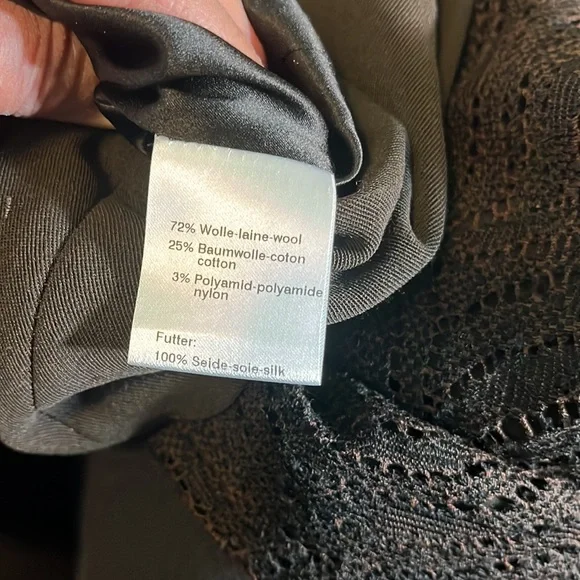 72% Wolle-laine-wool
25% Baumwolle-coton
cotton
3% Polyamid-polyamide
nylon
Futter:
100% Seide-soie-silk